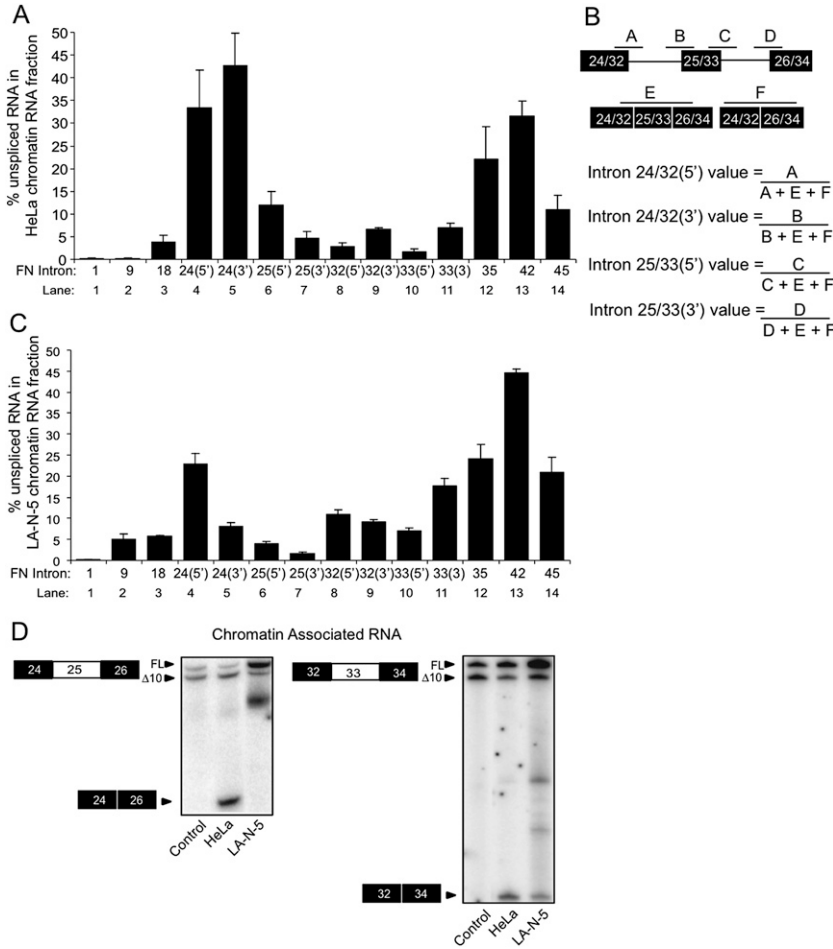 A
% unspliced RNA in
HeLa chromatin RNA fraction
50
45
40
35
30
25
20
15
10
5
0
FN Intron: 1 9 18 24(5') 24(3') 25(5') 25(3') 32(5') 32(3') 33(5') 33(3) 35 42 45
Lane: 1 2 3 4 5 6 7 8 9 10 11 12 13 14
B
A B C D
24/32 25/33 26/34
E F
24/32 25/33 26/34 24/32 26/34
Intron 24/32(5') value = A
A + E + F
Intron 24/32(3') value = B
B + E + F
Intron 25/33(5') value = C
C + E + F
Intron 25/33(3') value = D
D + E + F
C
% unspliced RNA in
LA-N-5 chromatin RNA fraction
50
45
40
35
30
25
20
15
10
5
0
FN Intron: 1 9 18 24(5') 24(3') 25(5') 25(3') 32(5') 32(3') 33(5') 33(3) 35 42 45
Lane: 1 2 3 4 5 6 7 8 9 10 11 12 13 14
D
Chromatin Associated RNA
24 25 26
FL
Δ10
24 26
Control HeLa LA-N-5
32 33 34
FL
Δ10
32 34
Control HeLa LA-N-5